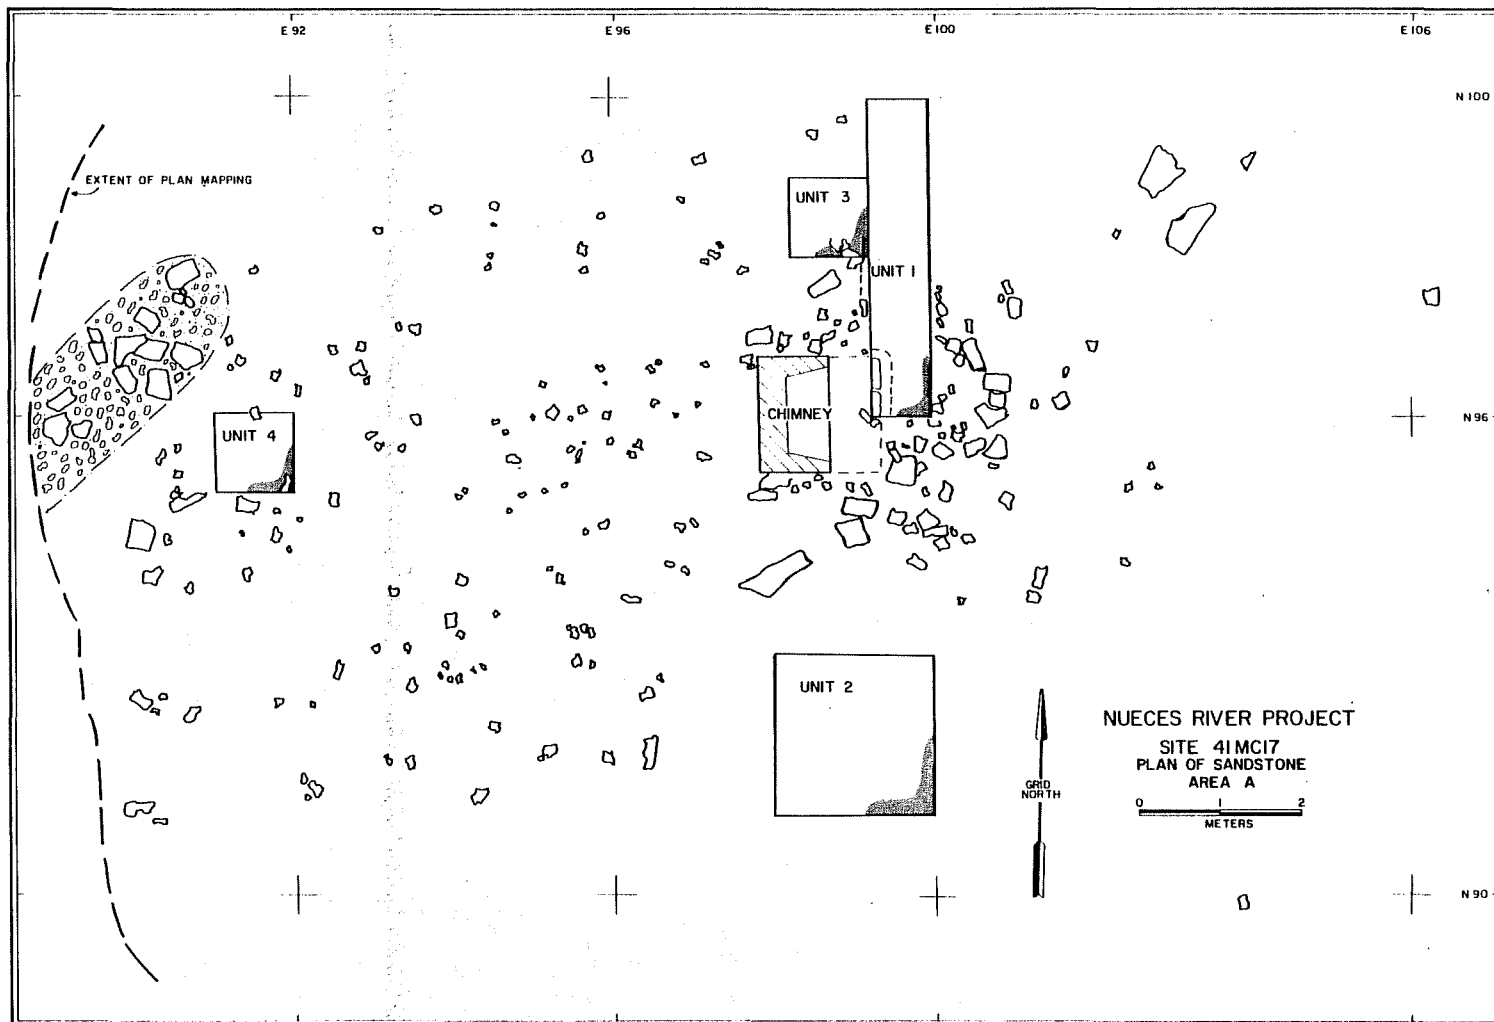 E 92
E 96
E 100
E 106
N 100
EXTENT OF PLAN MAPPING
UNIT 3
UNIT 1
CHIMNEY
N 96
UNIT 4
UNIT 2
NUECES RIVER PROJECT
SITE 41MC17
PLAN OF SANDSTONE
AREA A
GRID
NORTH
0 1 2
METERS
N 90